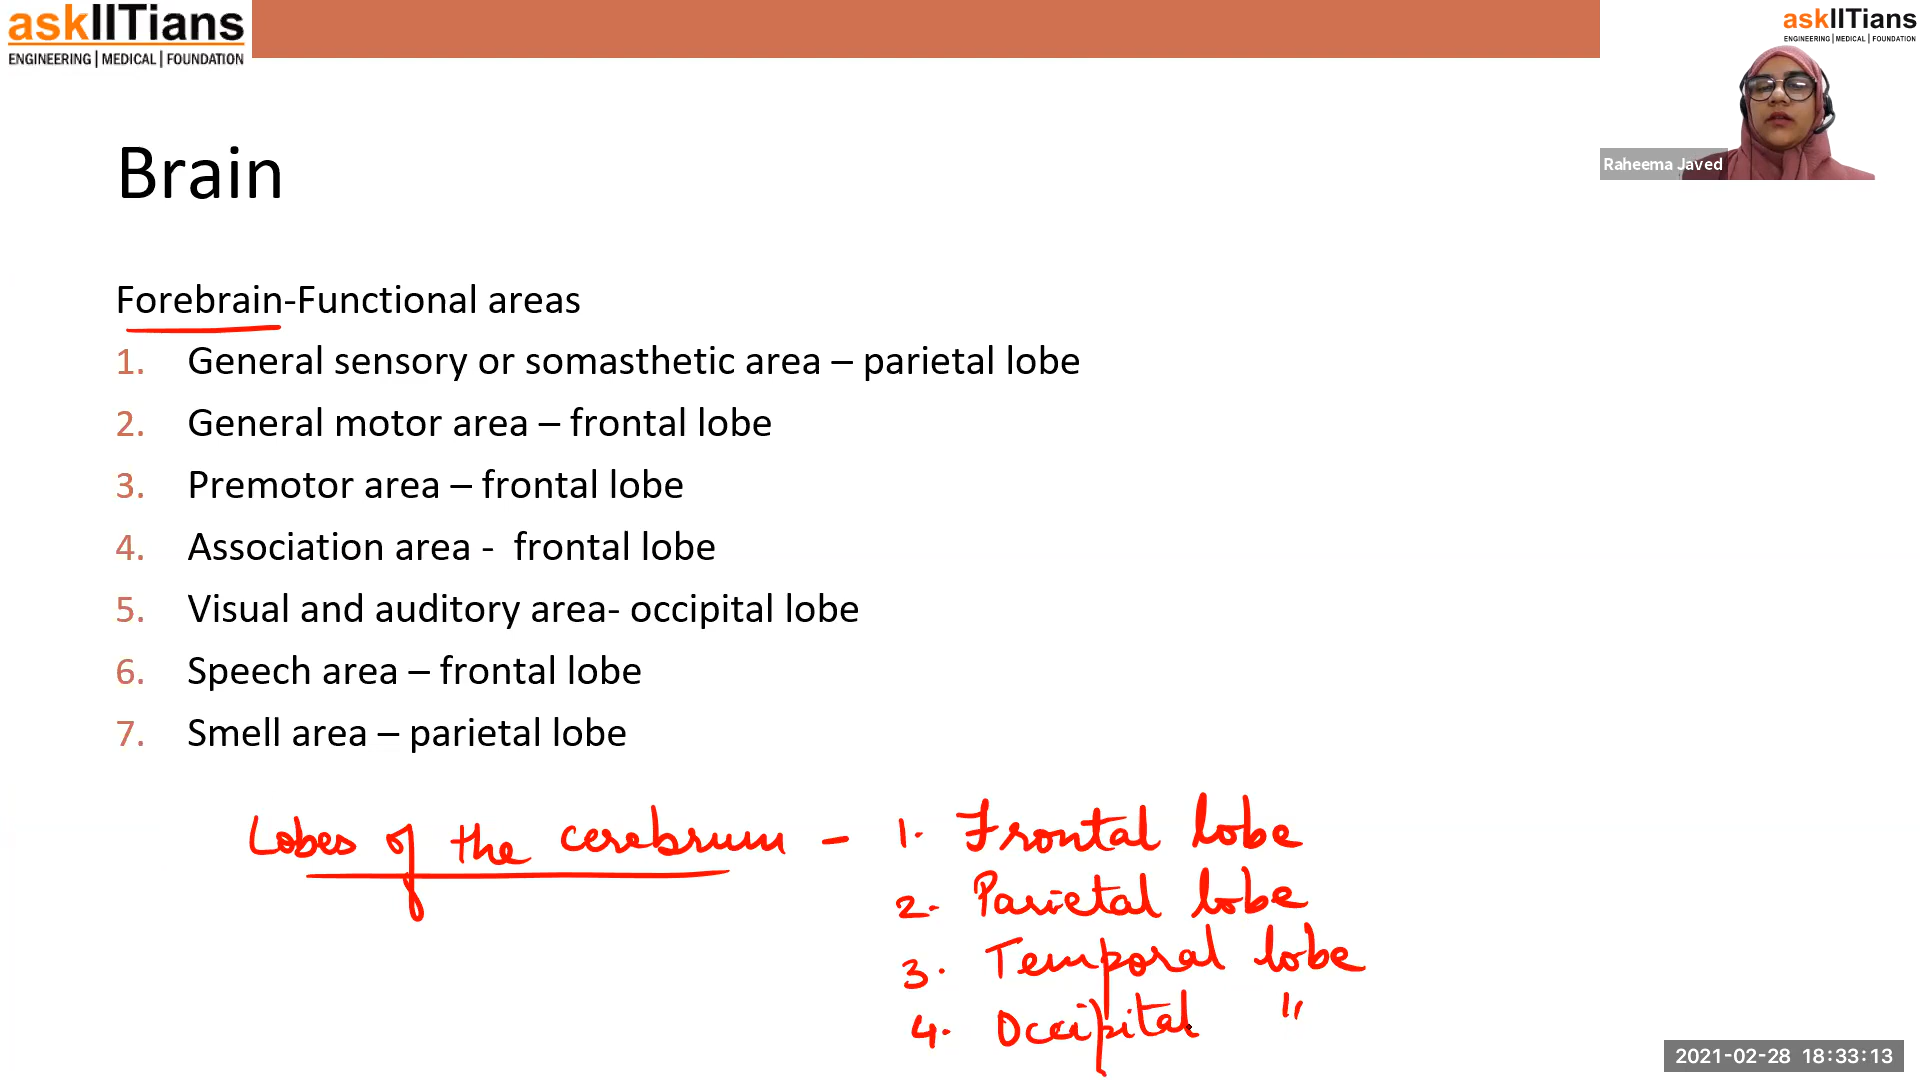 askIITians
ENGINEERING | MEDICAL | FOUNDATION
askIITians
ENGINEERING | MEDICAL | FOUNDATION
Raheema Javed
Brain
Forebrain-Functional areas
1. General sensory or somasthetic area – parietal lobe
2. General motor area – frontal lobe
3. Premotor area – frontal lobe
4. Association area - frontal lobe
5. Visual and auditory area- occipital lobe
6. Speech area – frontal lobe
7. Smell area – parietal lobe
Lobes of the cerebrum – 1. Frontal lobe
2. Parietal lobe
3. Temporal lobe
4. Occipital "
2021-02-28 18:33:13